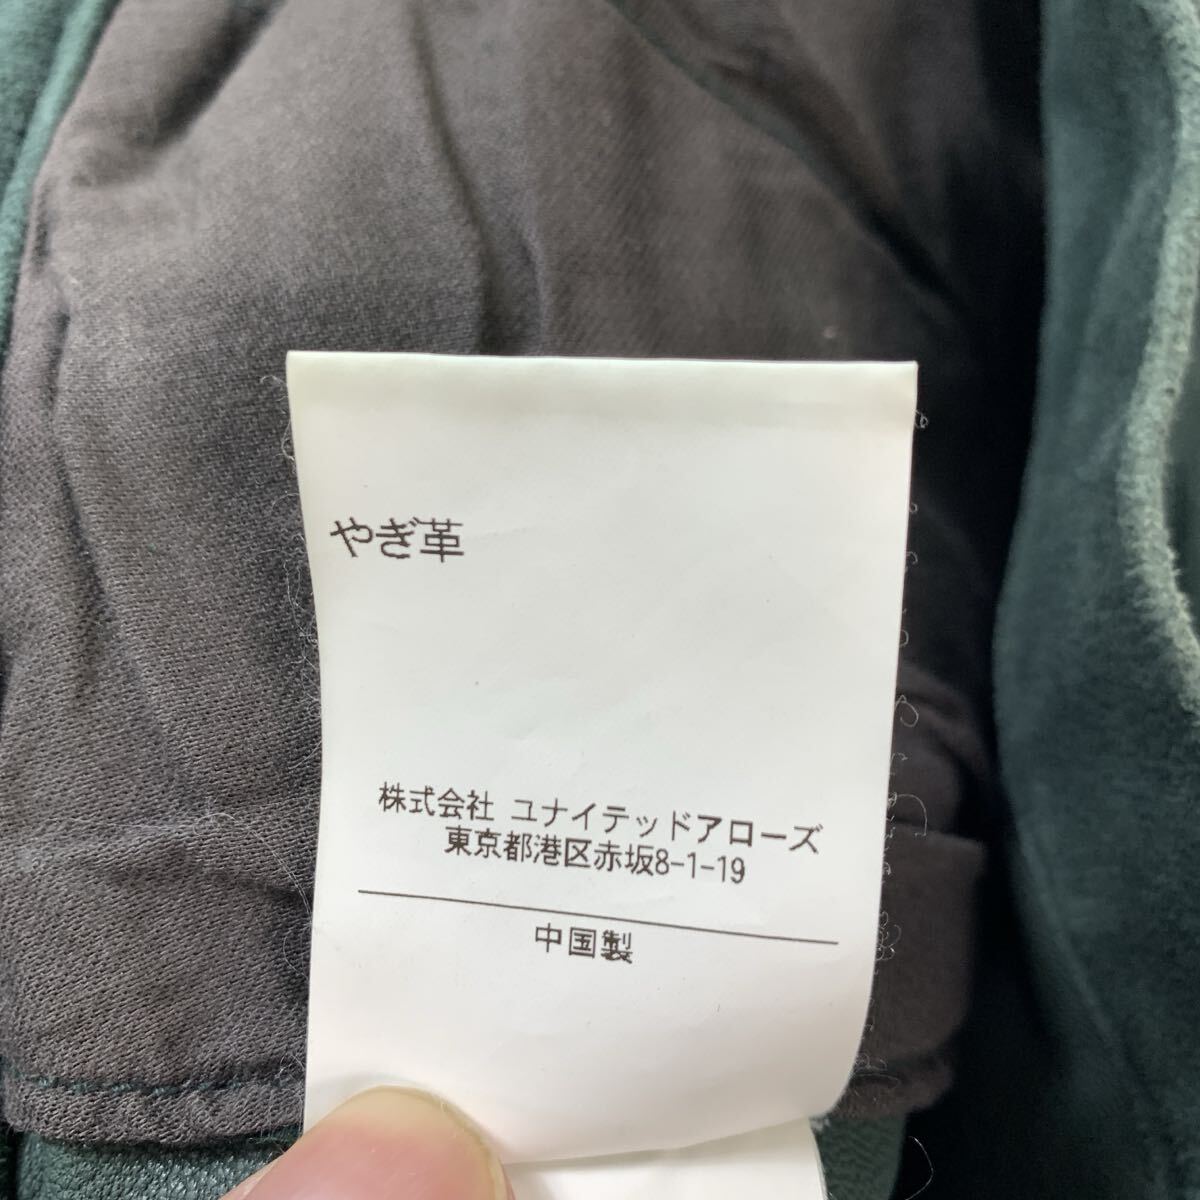 やぎ革
株式会社 ユナイテッドアローズ
東京都港区赤坂8-1-19
中国製